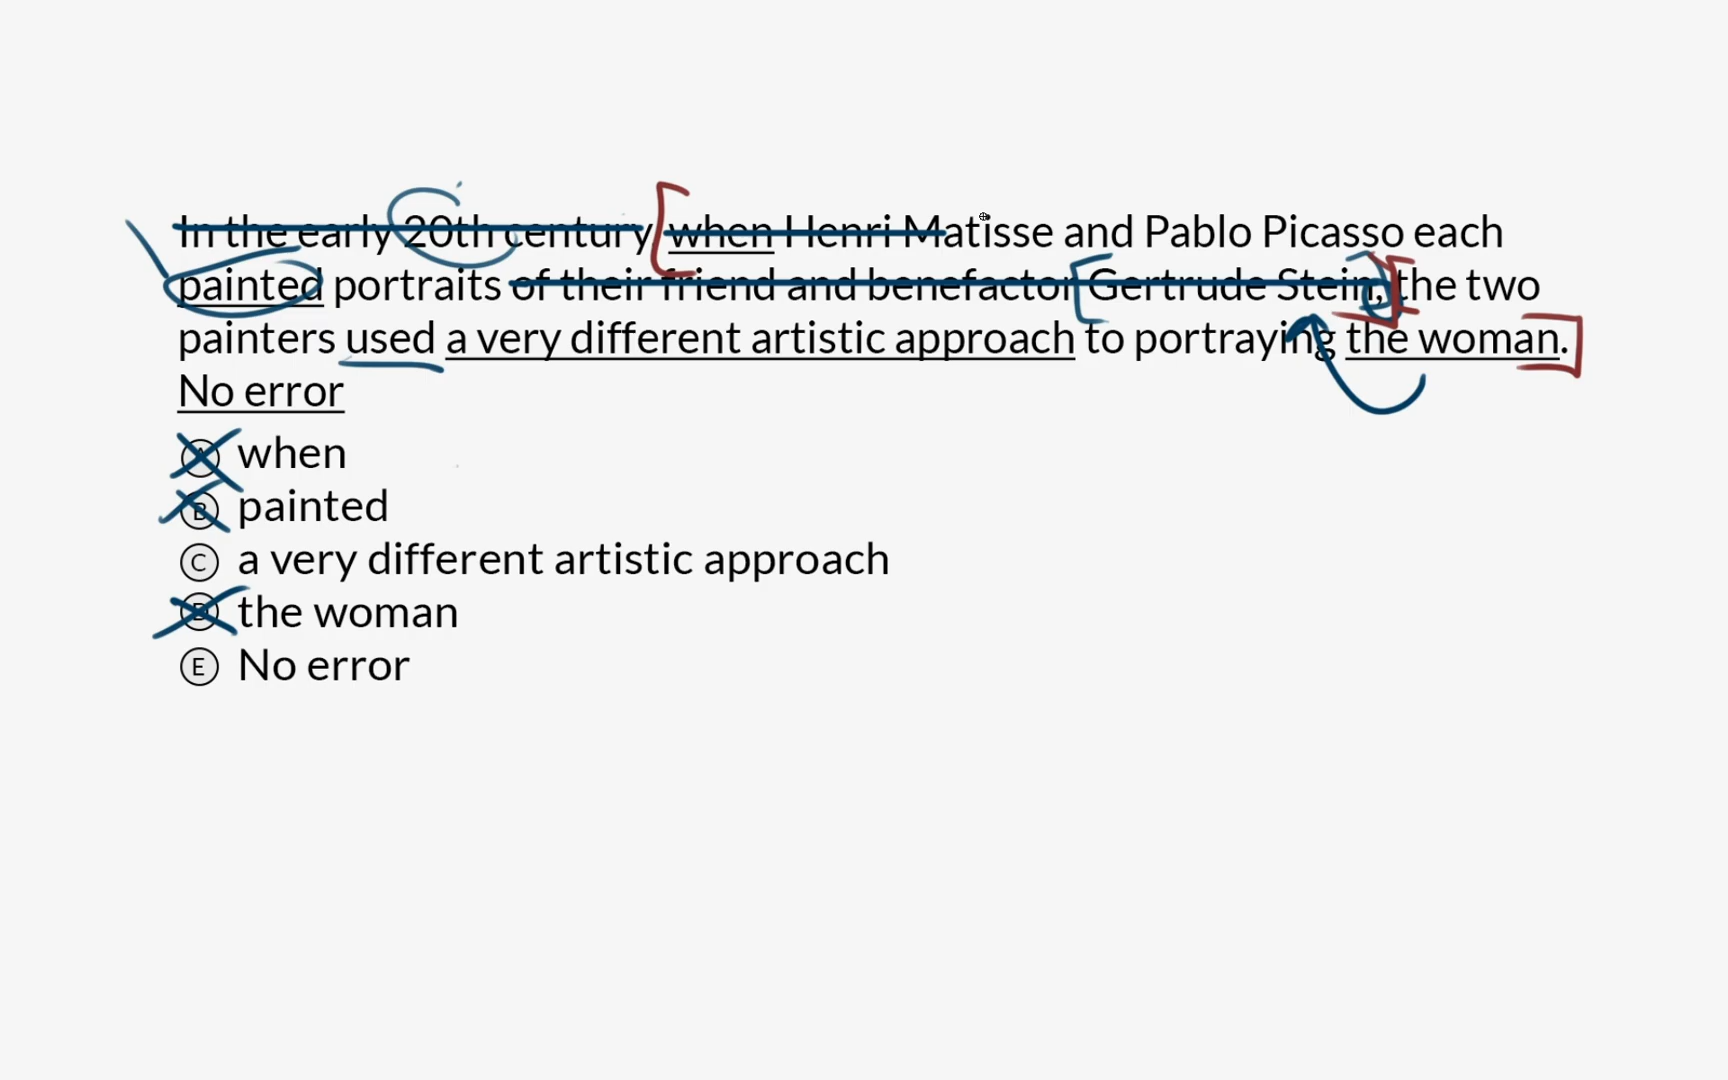 In the early 20th century when Henri Matisse and Pablo Picasso each
painted portraits of their friend and benefactor Gertrude Stein, the two
painters used a very different artistic approach to portraying the woman.
No error
A when
B painted
C a very different artistic approach
D the woman
E No error